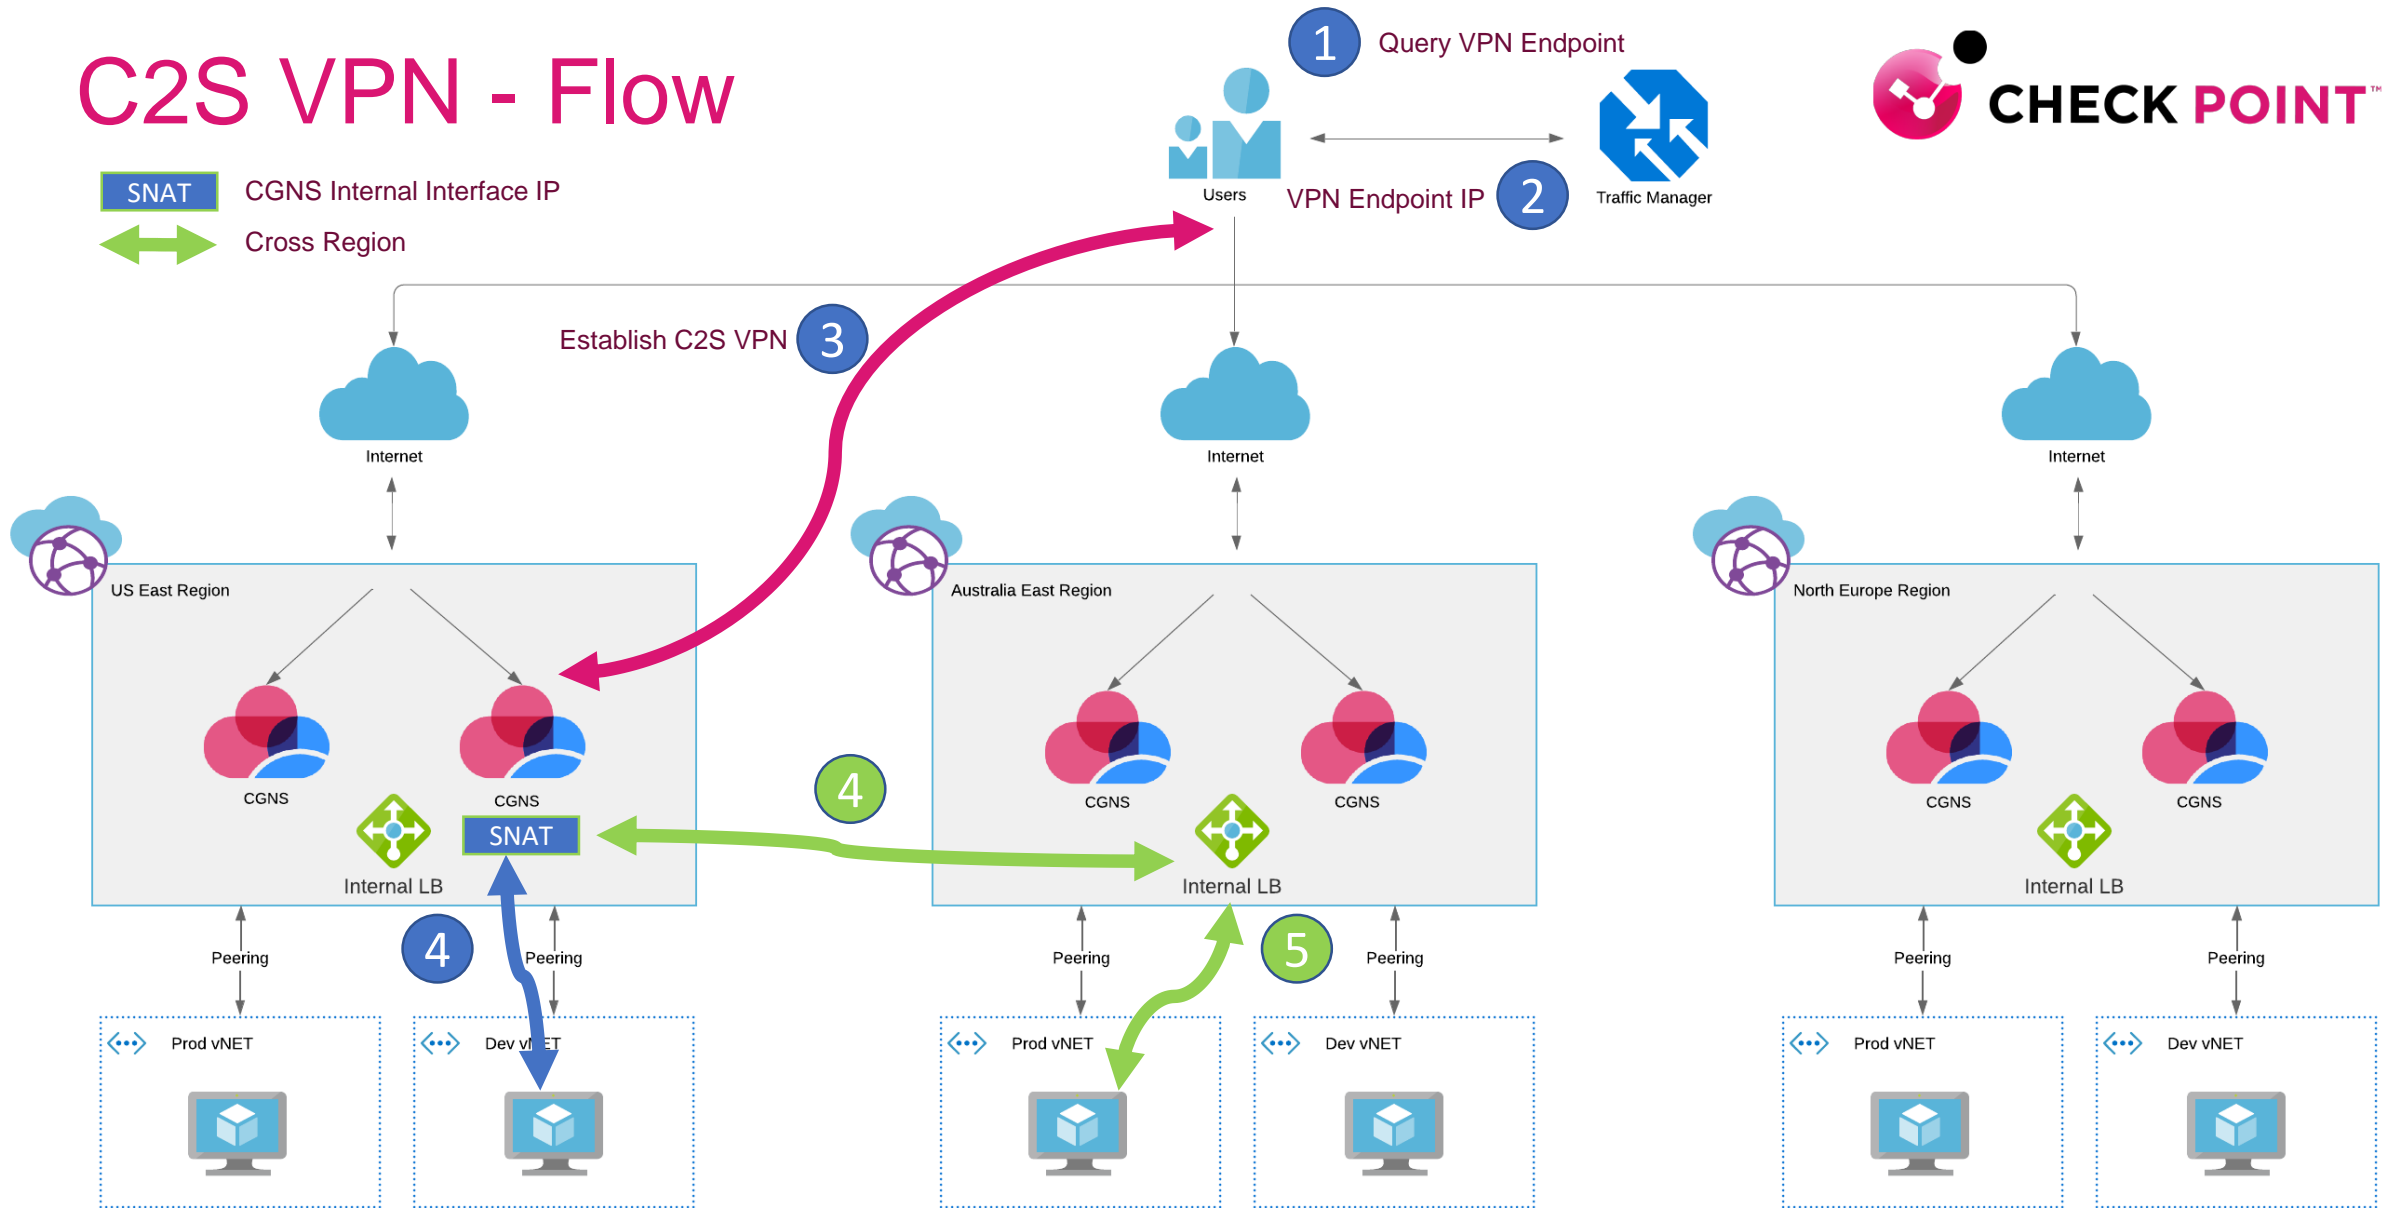 C2S VPN - Flow
1 Query VPN Endpoint
CHECK POINT™
SNAT CGNS Internal Interface IP
Cross Region
Users
VPN Endpoint IP 2
Traffic Manager
Establish C2S VPN 3
Internet
Internet
Internet
US East Region
Australia East Region
North Europe Region
CGNS
CGNS
CGNS
CGNS
CGNS
CGNS
4
SNAT
Internal LB
Internal LB
Internal LB
4
5
Peering
Peering
Peering
Peering
Peering
Peering
Prod vNET
Dev vNET
Prod vNET
Dev vNET
Prod vNET
Dev vNET